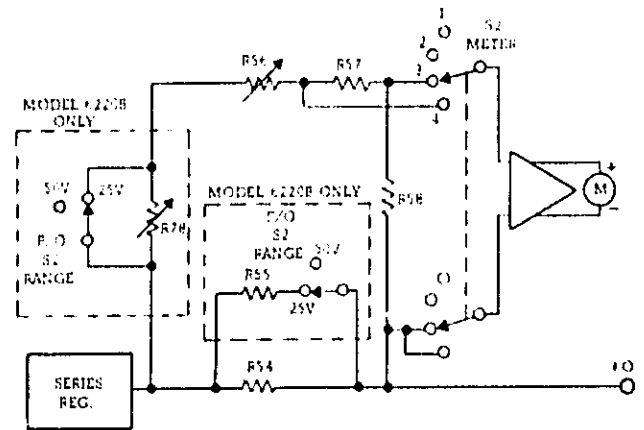 1
2
3
4
S2
METER
R56
R57
MODEL 6220B
ONLY
50V
25V
R78
P/O
S2
RANGE
MODEL 6220B ONLY
P/O
S2
RANGE
50V
R55
25V
R58
+
M
-
SERIES
REG.
R54
+